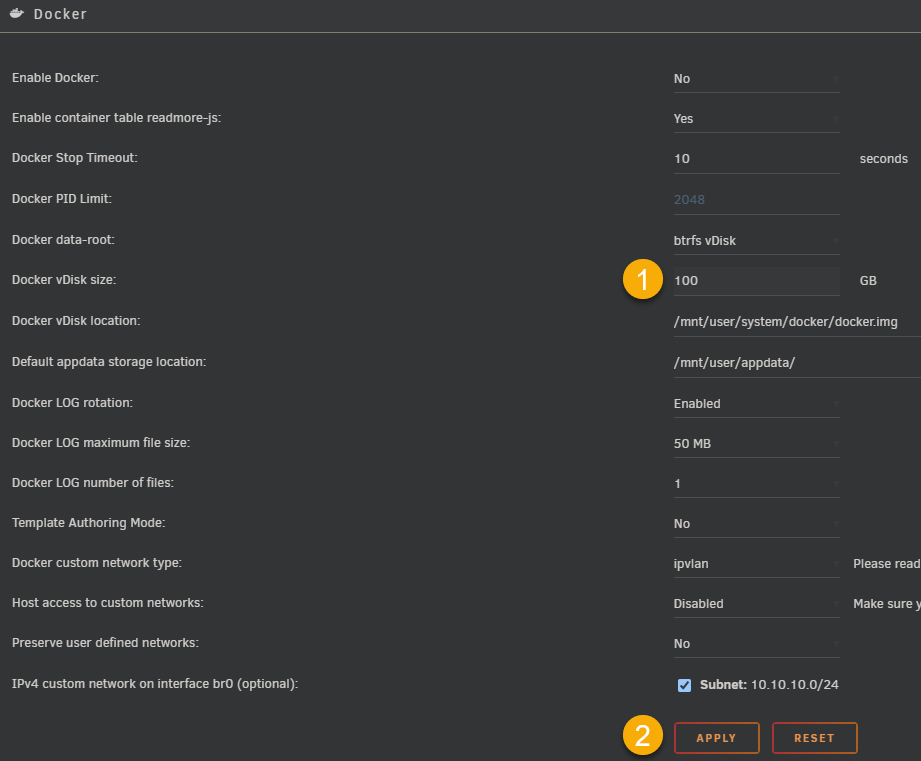 Docker
Enable Docker: No
Enable container table readmore-js: Yes
Docker Stop Timeout: 10 seconds
Docker PID Limit: 2048
Docker data-root: btrfs vDisk
Docker vDisk size: 1 100 GB
Docker vDisk location: /mnt/user/system/docker/docker.img
Default appdata storage location: /mnt/user/appdata/
Docker LOG rotation: Enabled
Docker LOG maximum file size: 50 MB
Docker LOG number of files: 1
Template Authoring Mode: No
Docker custom network type: ipvlan Please read
Host access to custom networks: Disabled Make sure y
Preserve user defined networks: No
IPv4 custom network on interface br0 (optional): Subnet: 10.10.10.0/24
2 APPLY RESET